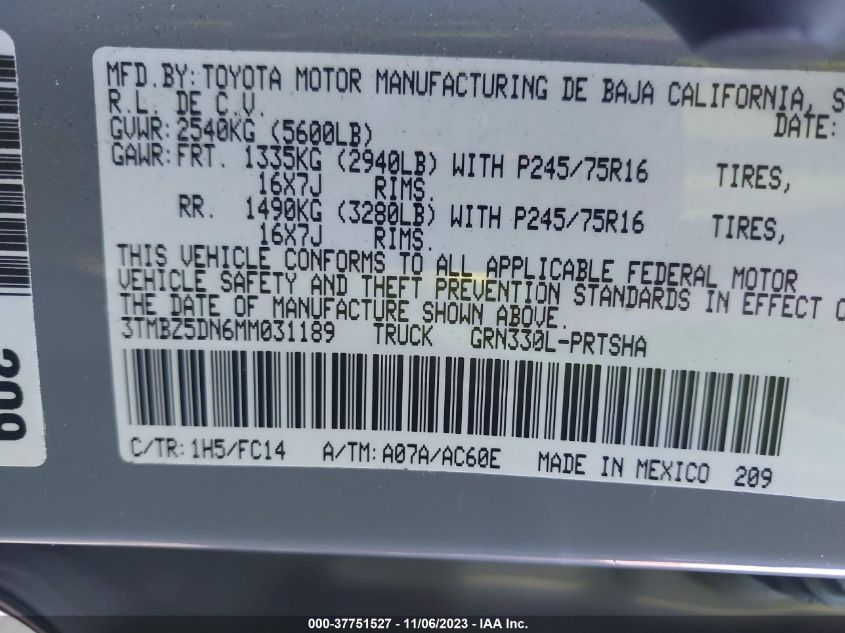 MFD.BY:TOYOTA MOTOR MANUFACTURING DE BAJA CALIFORNIA, S
R.L. DE C.V. DATE:
GVWR:2540KG (5600LB)
GAWR:FRT. 1335KG (2940LB) WITH P245/75R16 TIRES,
16X7J RIMS.
RR. 1490KG (3280LB) WITH P245/75R16 TIRES,
16X7J RIMS.
THIS VEHICLE CONFORMS TO ALL APPLICABLE FEDERAL MOTOR
VEHICLE SAFETY AND THEFT PREVENTION STANDARDS IN EFFECT O
THE DATE OF MANUFACTURE SHOWN ABOVE.
3TMBZ5DN6MM031189 TRUCK GRN330L-PRTSHA
C/TR:1H5/FC14 A/TM:A07A/AC60E MADE IN MEXICO 209
209
000-37751527 - 11/06/2023 - IAA Inc.